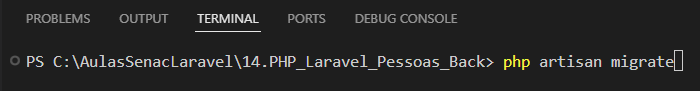 PROBLEMS OUTPUT TERMINAL PORTS DEBUG CONSOLE
PS C:\AulasSenacLaravel\14.PHP_Laravel_Pessoas_Back> php artisan migrate